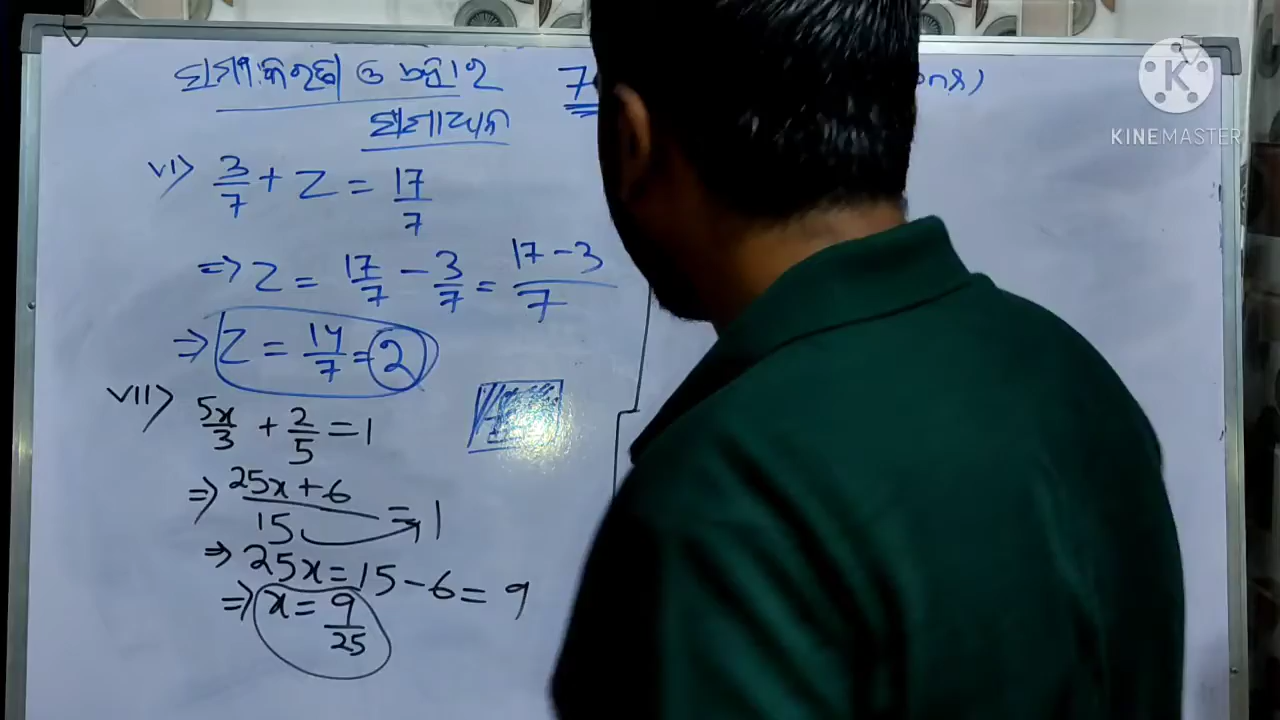 ସମୀକରଣ ଓ ତା'ର 7
ସମାଧାନ
VI) 3/7 + Z = 17/7
⇒ Z = 17/7 - 3/7 = 17-3/7
⇒ Z = 14/7 = 2
VII) 5x/3 + 2/5 = 1
⇒ 25x+6/15 = 1
⇒ 25x = 15-6 = 9
⇒ x = 9/25
KINEMASTER